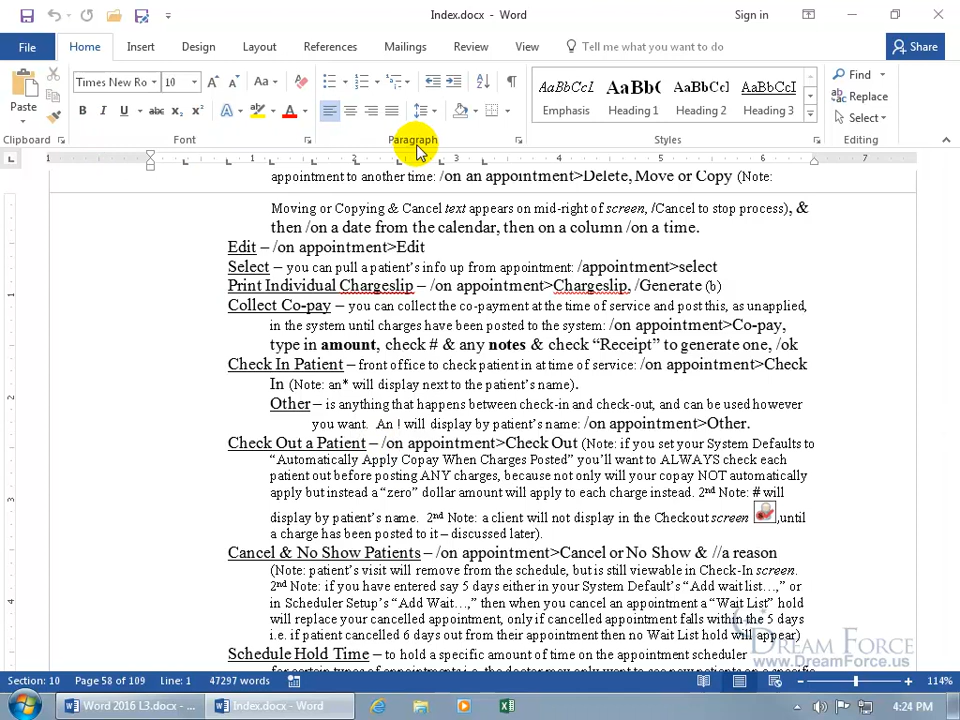 Index.docx - Word
Sign in
File
Home
Insert
Design
Layout
References
Mailings
Review
View
Tell me what you want to do
Share
Paste
Times New Ro
10
Aa
B I U abc x₂ x² A A
AaBbCcI AaBb( AaBbCcI AaBbCcI
Emphasis Heading 1 Heading 2 Heading 3
Find
Replace
Select
Clipboard
Font
Paragraph
Styles
Editing
1 1 2 3 4 5 6 7
appointment to another time: /on an appointment>Delete, Move or Copy (Note:
Moving or Copying & Cancel text appears on mid-right of screen, /Cancel to stop process), &
then /on a date from the calendar, then on a column /on a time.
Edit – /on appointment>Edit
Select – you can pull a patient's info up from appointment: /appointment>select
Print Individual Chargeslip – /on appointment>Chargeslip, /Generate (b)
Collect Co-pay – you can collect the co-payment at the time of service and post this, as unapplied,
in the system until charges have been posted to the system: /on appointment>Co-pay,
type in amount, check # & any notes & check “Receipt” to generate one, /ok
Check In Patient – front office to check patient in at time of service: /on appointment>Check
In (Note: an* will display next to the patient's name).
Other – is anything that happens between check-in and check-out, and can be used however
you want. An ! will display by patient's name: /on appointment>Other.
Check Out a Patient – /on appointment>Check Out (Note: if you set your System Defaults to
“Automatically Apply Copay When Charges Posted” you'll want to ALWAYS check each
patient out before posting ANY charges, because not only will your copay NOT automatically
apply but instead a “zero” dollar amount will apply to each charge instead. 2nd Note: # will
display by patient's name. 2nd Note: a client will not display in the Checkout screen ,until
a charge has been posted to it – discussed later).
Cancel & No Show Patients – /on appointment>Cancel or No Show & //a reason
(Note: patient's visit will remove from the schedule, but is still viewable in Check-In screen.
2nd Note: if you have entered say 5 days either in your System Default's “Add wait list…,” or
in Scheduler Setup's “Add Wait…,” then when you cancel an appointment a “Wait List” hold
will replace your cancelled appointment, only if cancelled appointment falls within the 5 days
i.e. if patient cancelled 6 days out from their appointment then no Wait List hold will appear)
Schedule Hold Time – to hold a specific amount of time on the appointment scheduler
1
2
3
4
DREAM FORCE
www.DreamForce.us
Section: 10 Page 58 of 109 Line: 1 47297 words
114%
Word 2016 L3.docx - ...
Index.docx - Word
4:24 PM